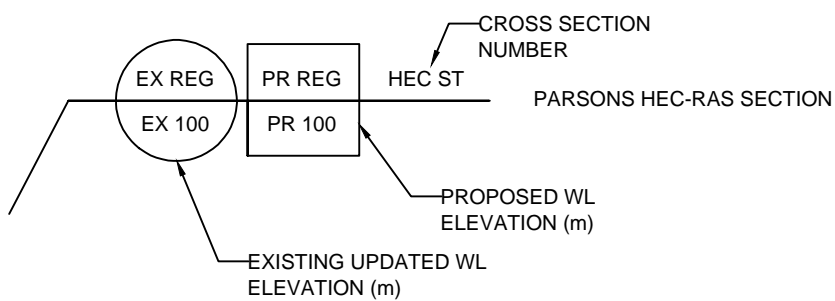 CROSS SECTION
NUMBER
EX REG
PR REG
HEC ST
EX 100
PR 100
PARSONS HEC-RAS SECTION
PROPOSED WL
ELEVATION (m)
EXISTING UPDATED WL
ELEVATION (m)